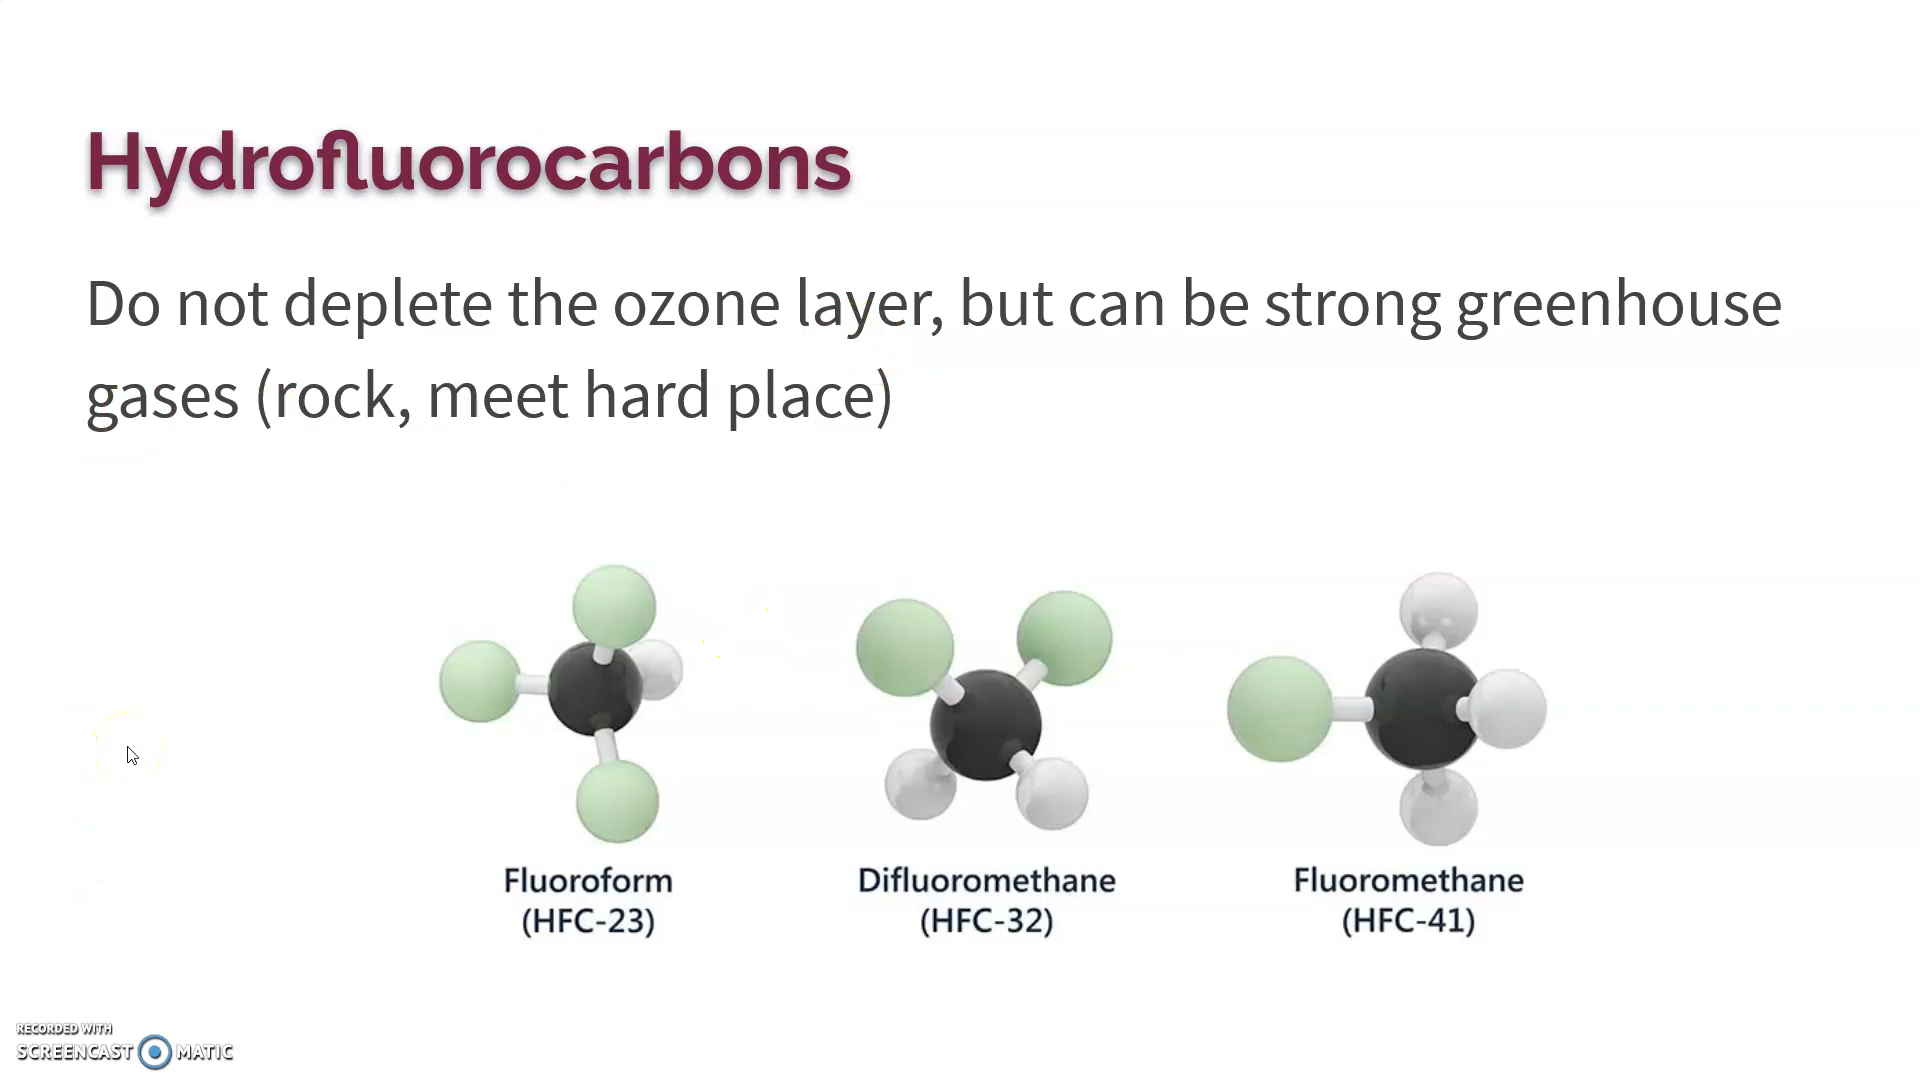 Hydrofluorocarbons
Do not deplete the ozone layer, but can be strong greenhouse
gases (rock, meet hard place)
Fluoroform
(HFC-23)
Difluoromethane
(HFC-32)
Fluoromethane
(HFC-41)
RECORDED WITH
SCREENCAST MATIC